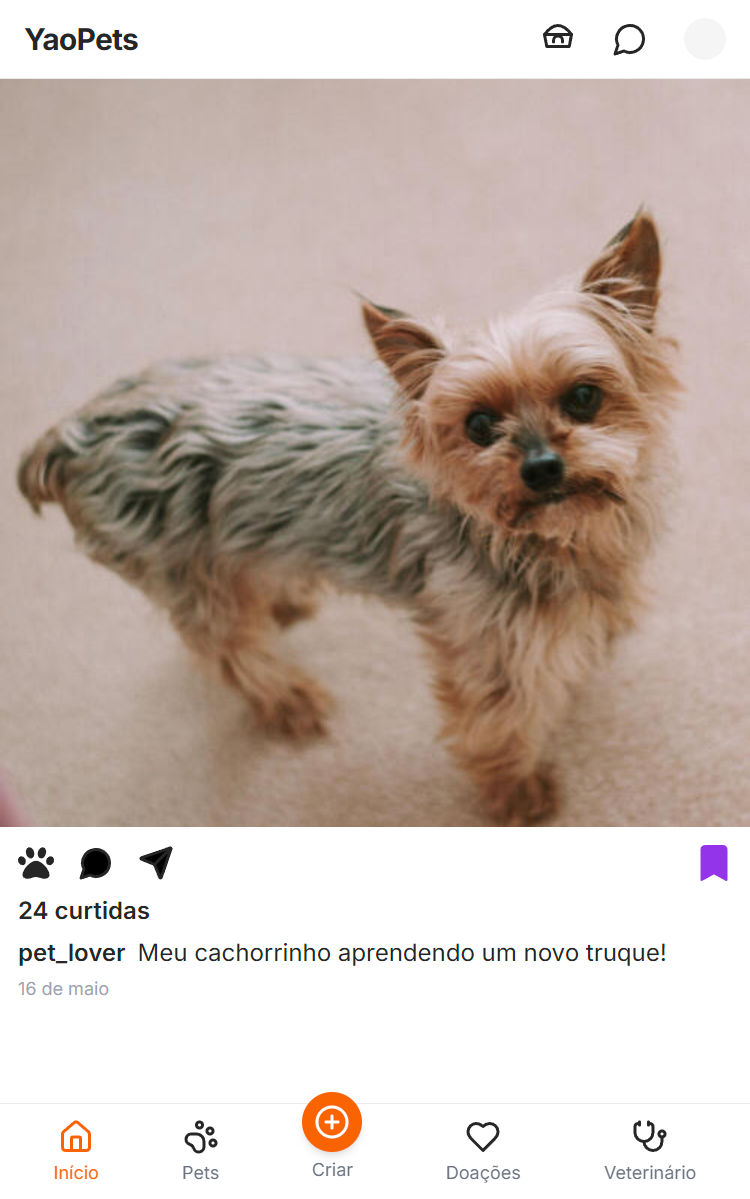 YaoPets
24 curtidas
pet_lover Meu cachorrinho aprendendo um novo truque!
16 de maio
Início Pets Criar Doações Veterinário